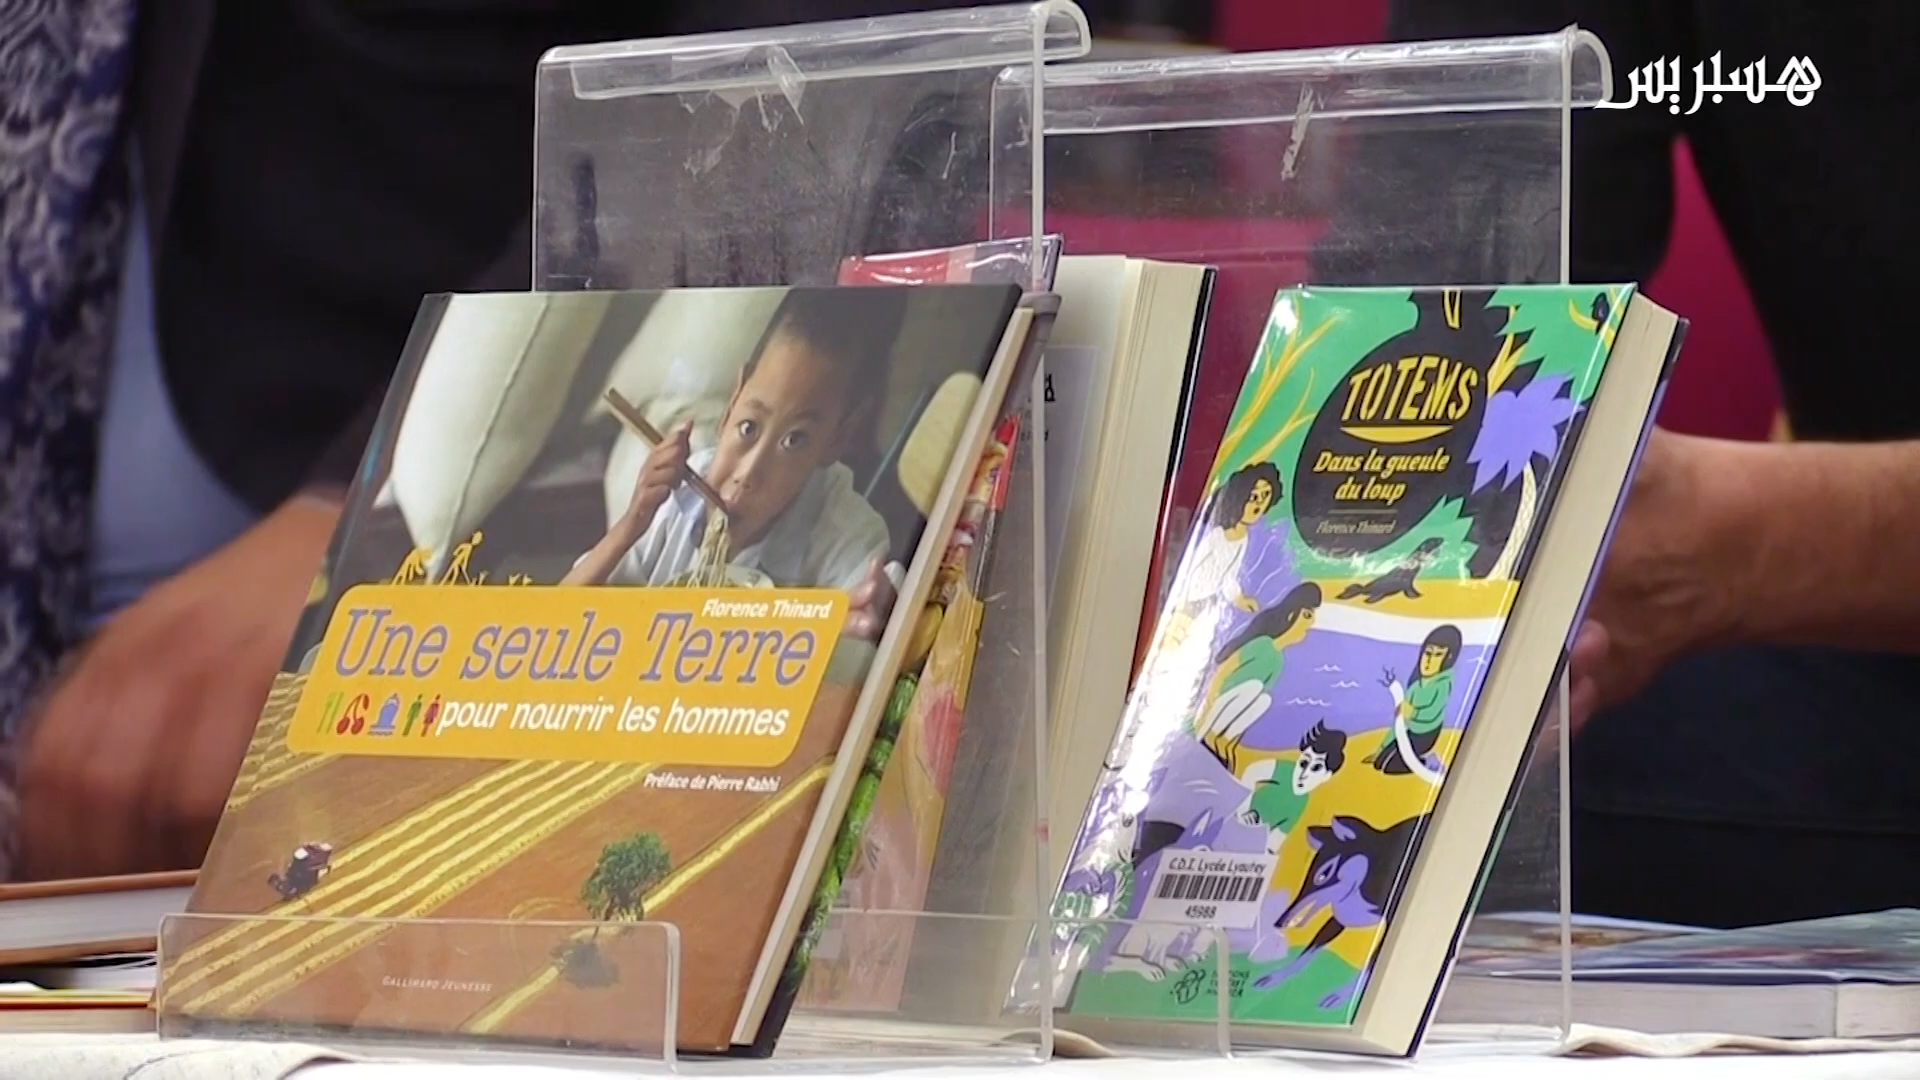 هسبريس
Florence Thinard
Une seule Terre
pour nourrir les hommes
Préface de Pierre Rabhi
GALLIMARD JEUNESSE
TOTEMS
Dans la gueule
du loup
Florence Thinard
C.D.I. Lycée Lyautey
45988